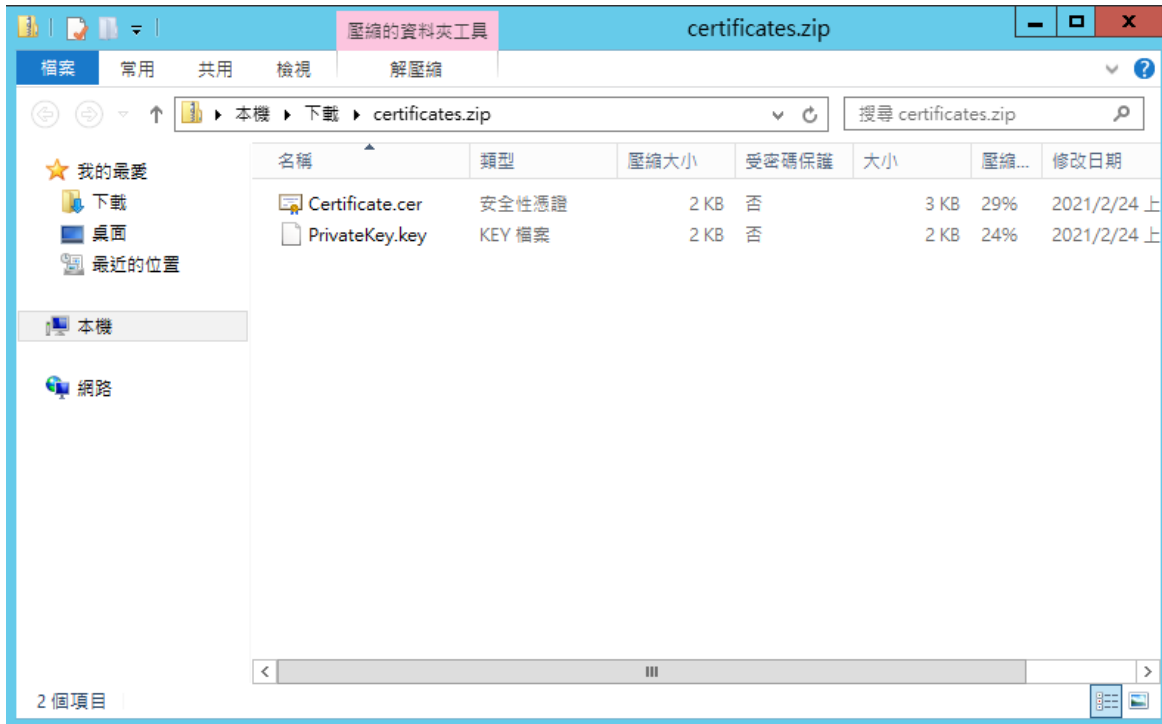 壓縮的資料夾工具 certificates.zip
檔案 常用 共用 檢視 解壓縮
本機 下載 certificates.zip 搜尋 certificates.zip
我的最愛
下載
桌面
最近的位置
本機
網路
名稱 類型 壓縮大小 受密碼保護 大小 壓縮... 修改日期
Certificate.cer 安全性憑證 2 KB 否 3 KB 29% 2021/2/24 上
PrivateKey.key KEY 檔案 2 KB 否 2 KB 24% 2021/2/24 上
2 個項目